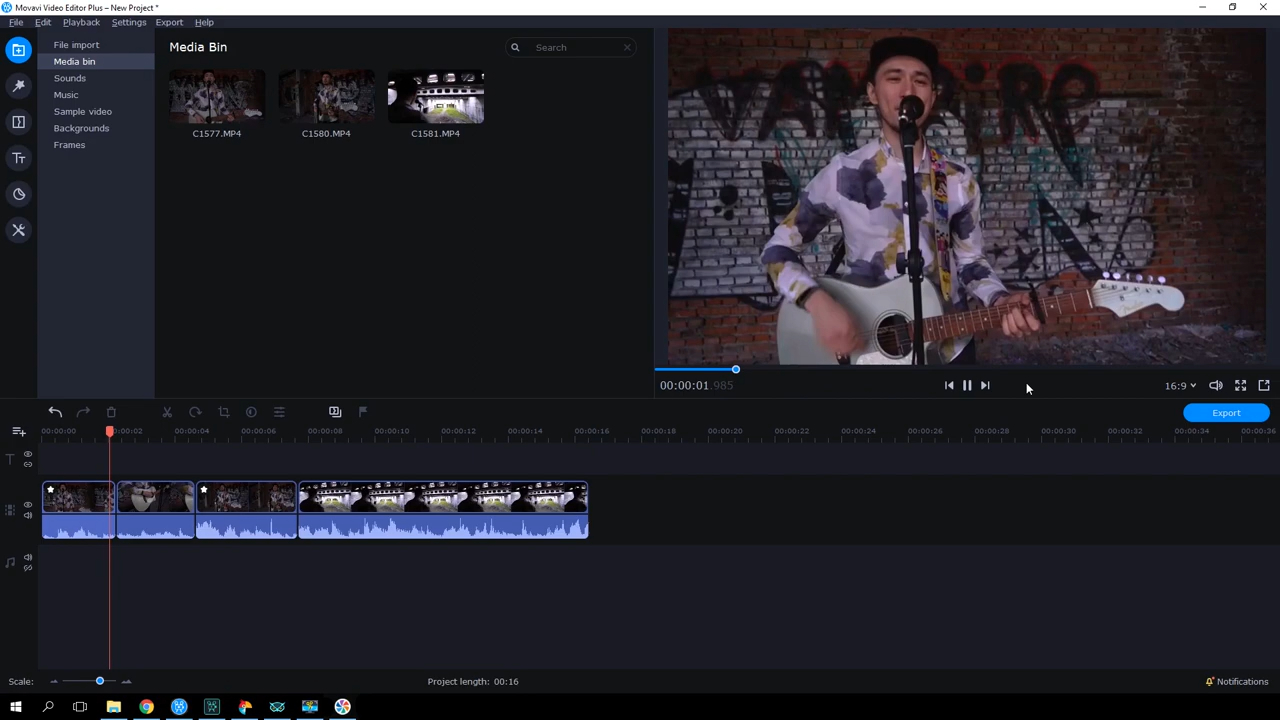 Movavi Video Editor Plus – New Project *
File Edit Playback Settings Export Help
File import
Media bin
Sounds
Music
Sample video
Backgrounds
Frames
Media Bin
Search
C1577.MP4 C1580.MP4 C1581.MP4
00:00:01.985
16:9
Export
00:00:00 00:00:02 00:00:04 00:00:06 00:00:08 00:00:10 00:00:12 00:00:14 00:00:16 00:00:18 00:00:20 00:00:22 00:00:24 00:00:26 00:00:28 00:00:30 00:00:32 00:00:34 00:00:36
Scale:
Project length: 00:16
Notifications